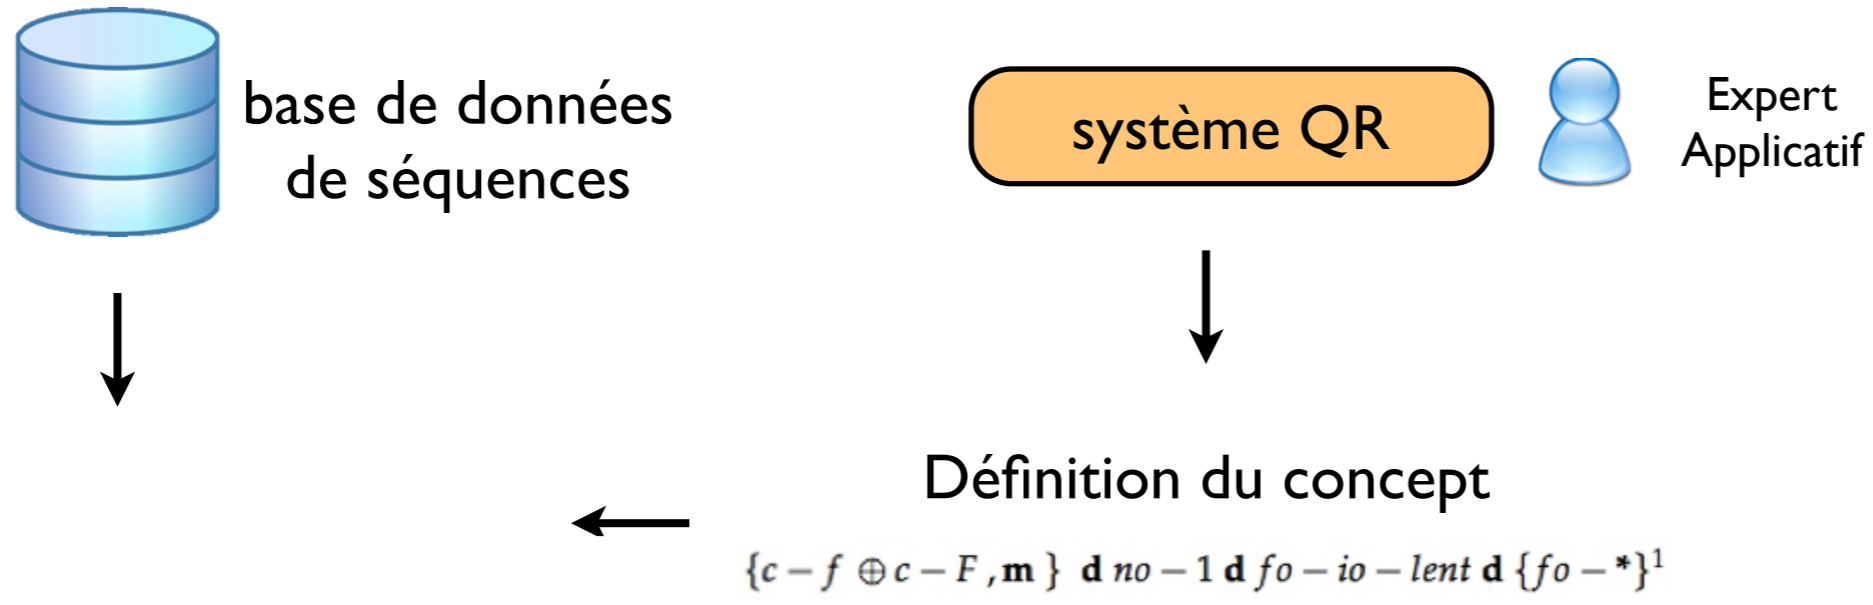 base de données
de séquences
système QR
Expert
Applicatif
Définition du concept
{c − f ⊕ c − F , m } d no − 1 d fo − io − lent d {fo − *}¹